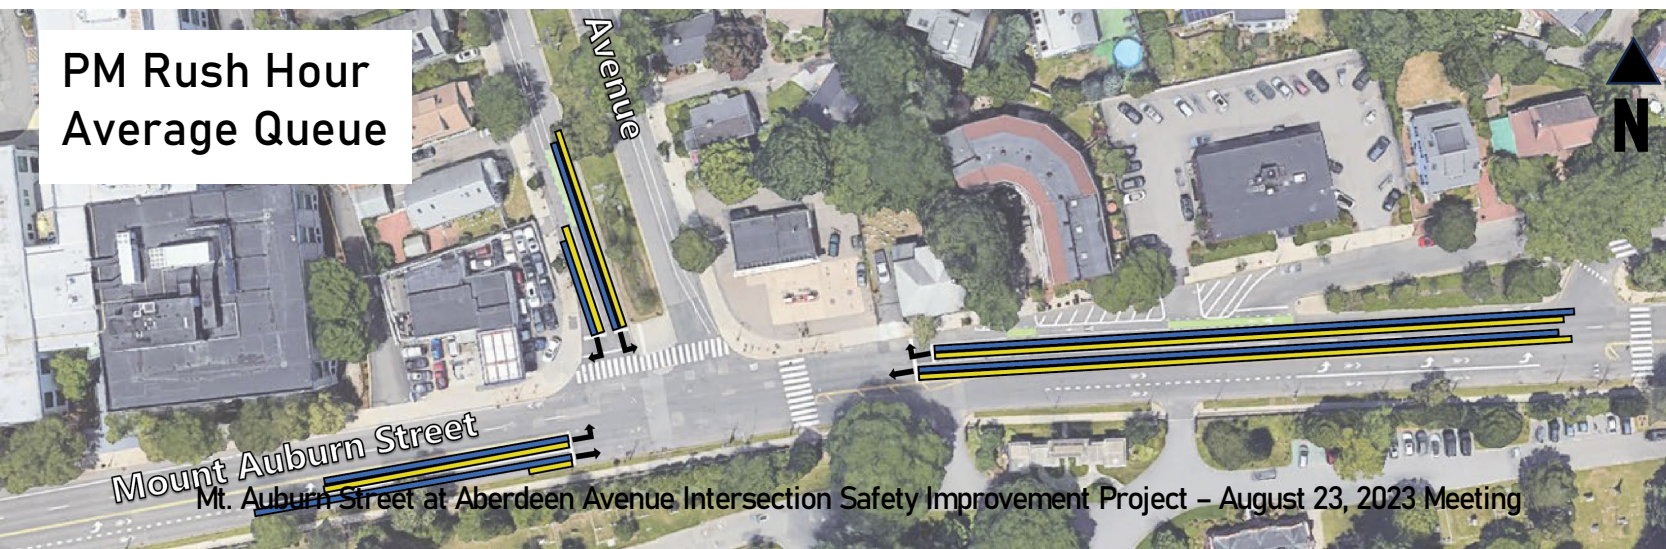 PM Rush Hour
Average Queue
Avenue
N
Mount Auburn Street
Mt. Auburn Street at Aberdeen Avenue Intersection Safety Improvement Project – August 23, 2023 Meeting